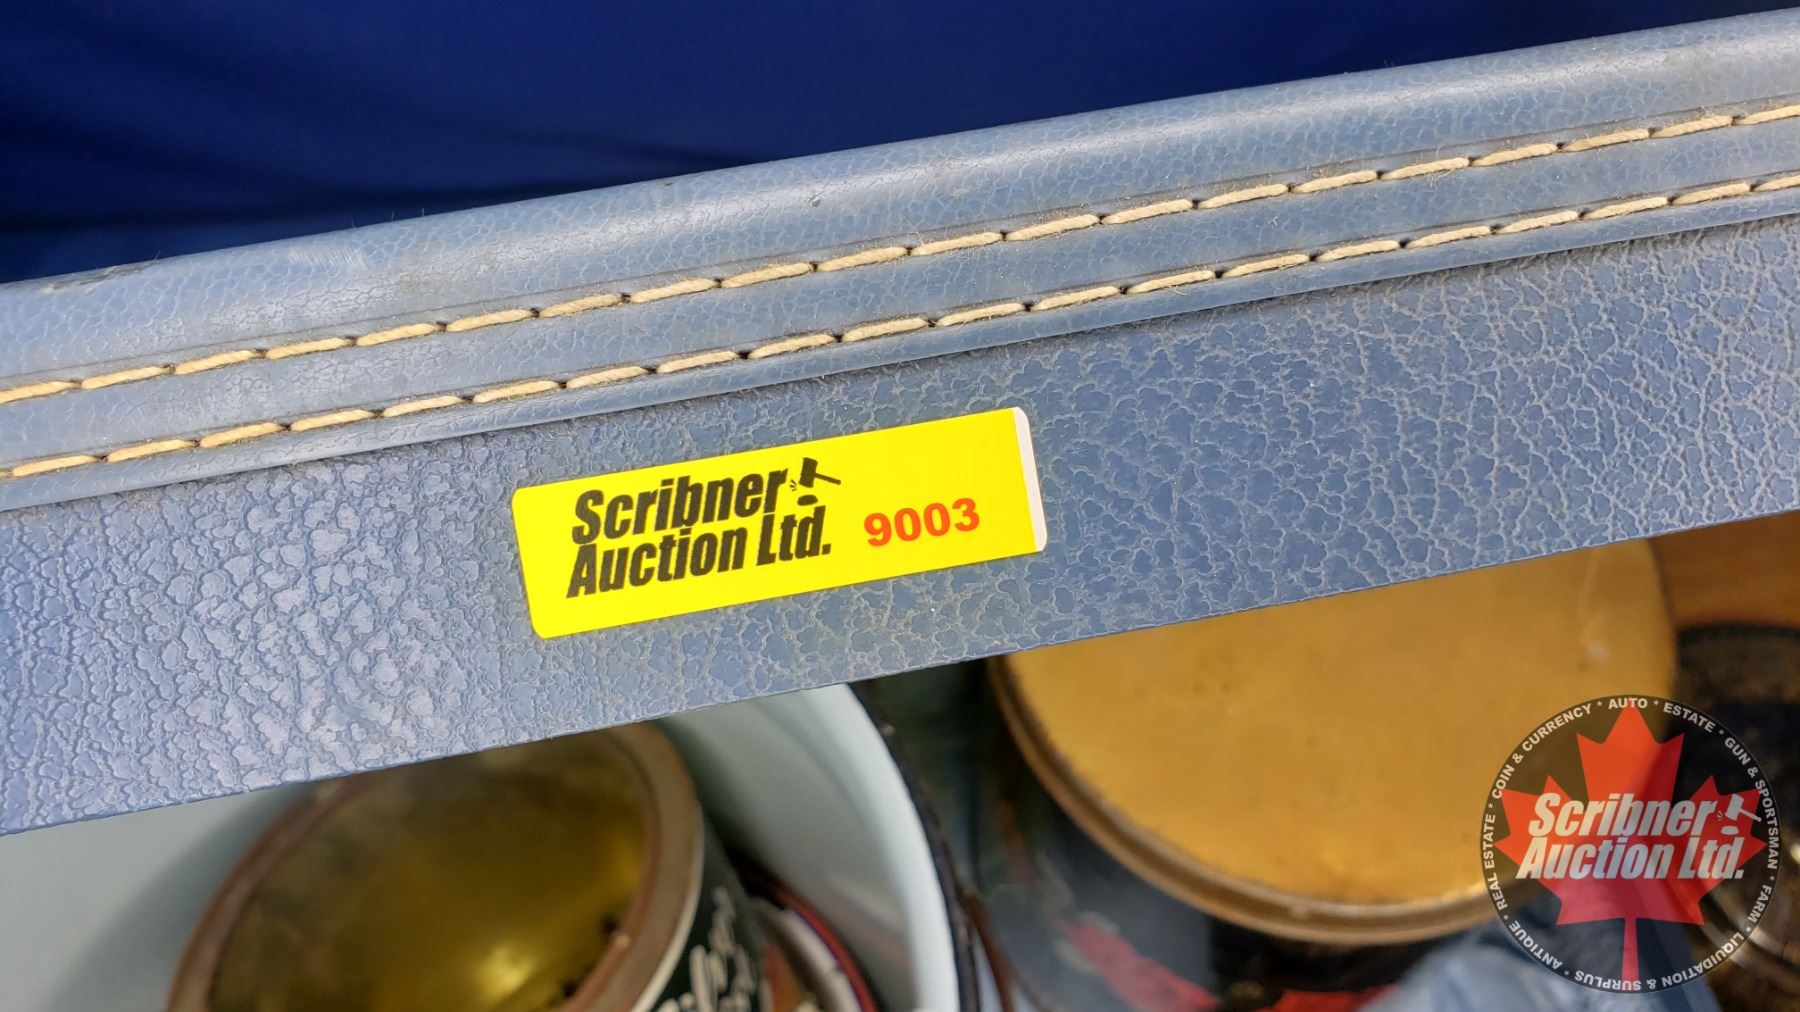 Scribner
Auction Ltd.
9003
REAL ESTATE * COIN & CURRENCY * AUTO * ESTATE * GUN & SPORTSMAN * FARM * LIQUIDATION & SURPLUS * ANTIQUE *
Scribner
Auction Ltd.